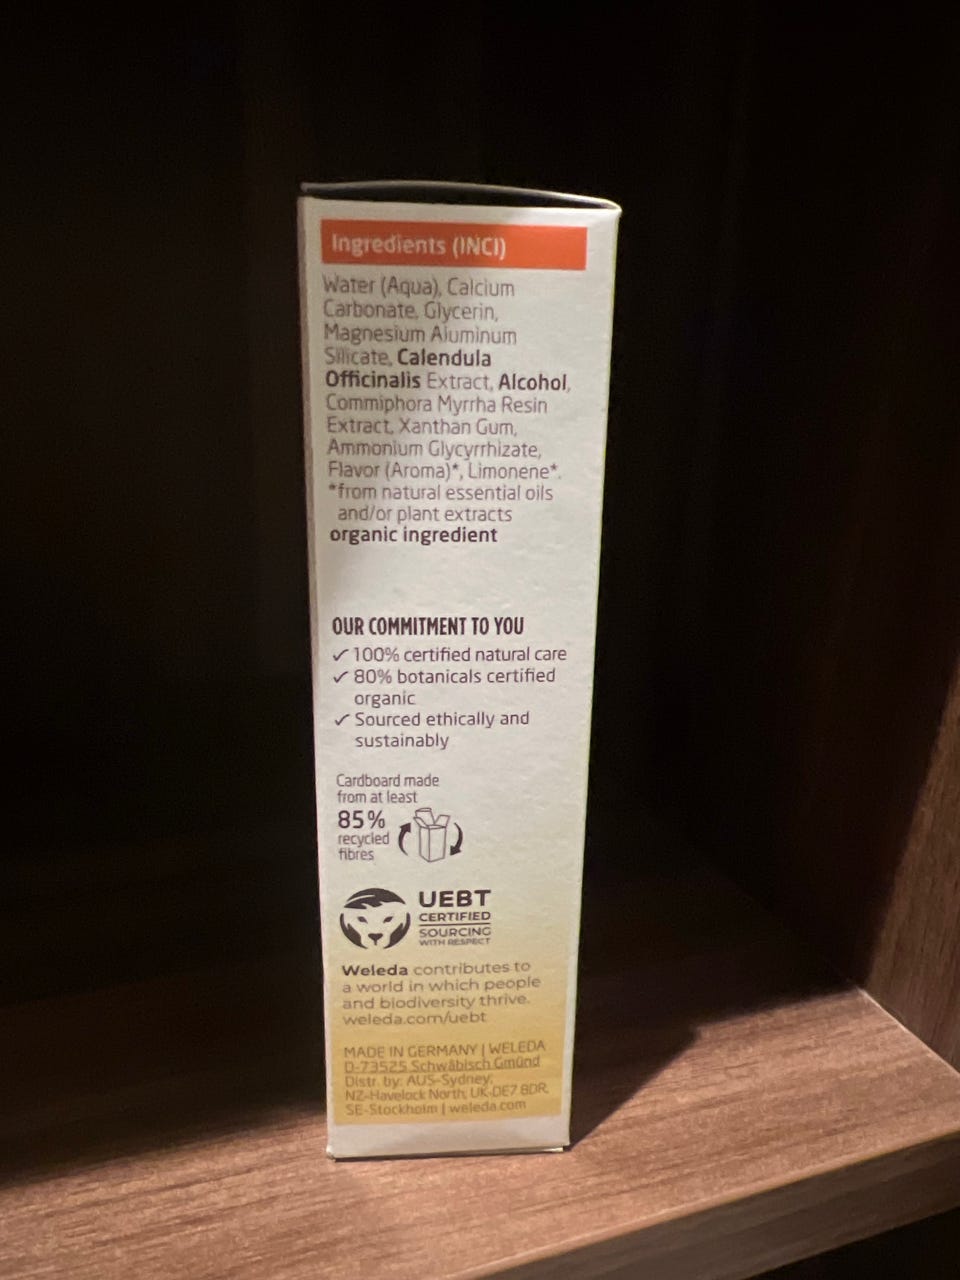 Ingredients (INCI)
Water (Aqua), Calcium
Carbonate, Glycerin,
Magnesium Aluminum
Silicate, Calendula
Officinalis Extract, Alcohol,
Commiphora Myrrha Resin
Extract, Xanthan Gum,
Ammonium Glycyrrhizate,
Flavor (Aroma)*, Limonene*.
*from natural essential oils
and/or plant extracts
organic ingredient
OUR COMMITMENT TO YOU
✓ 100% certified natural care
✓ 80% botanicals certified
organic
✓ Sourced ethically and
sustainably
Cardboard made
from at least
85%
recycled
fibres
UEBT
CERTIFIED
SOURCING
WITH RESPECT
Weleda contributes to
a world in which people
and biodiversity thrive.
weleda.com/uebt
MADE IN GERMANY | WELEDA
D-73525 Schwäbisch Gmünd
Distr. by: AUS-Sydney,
NZ-Havelock North, UK-DE7 8DR,
SE-Stockholm | weleda.com